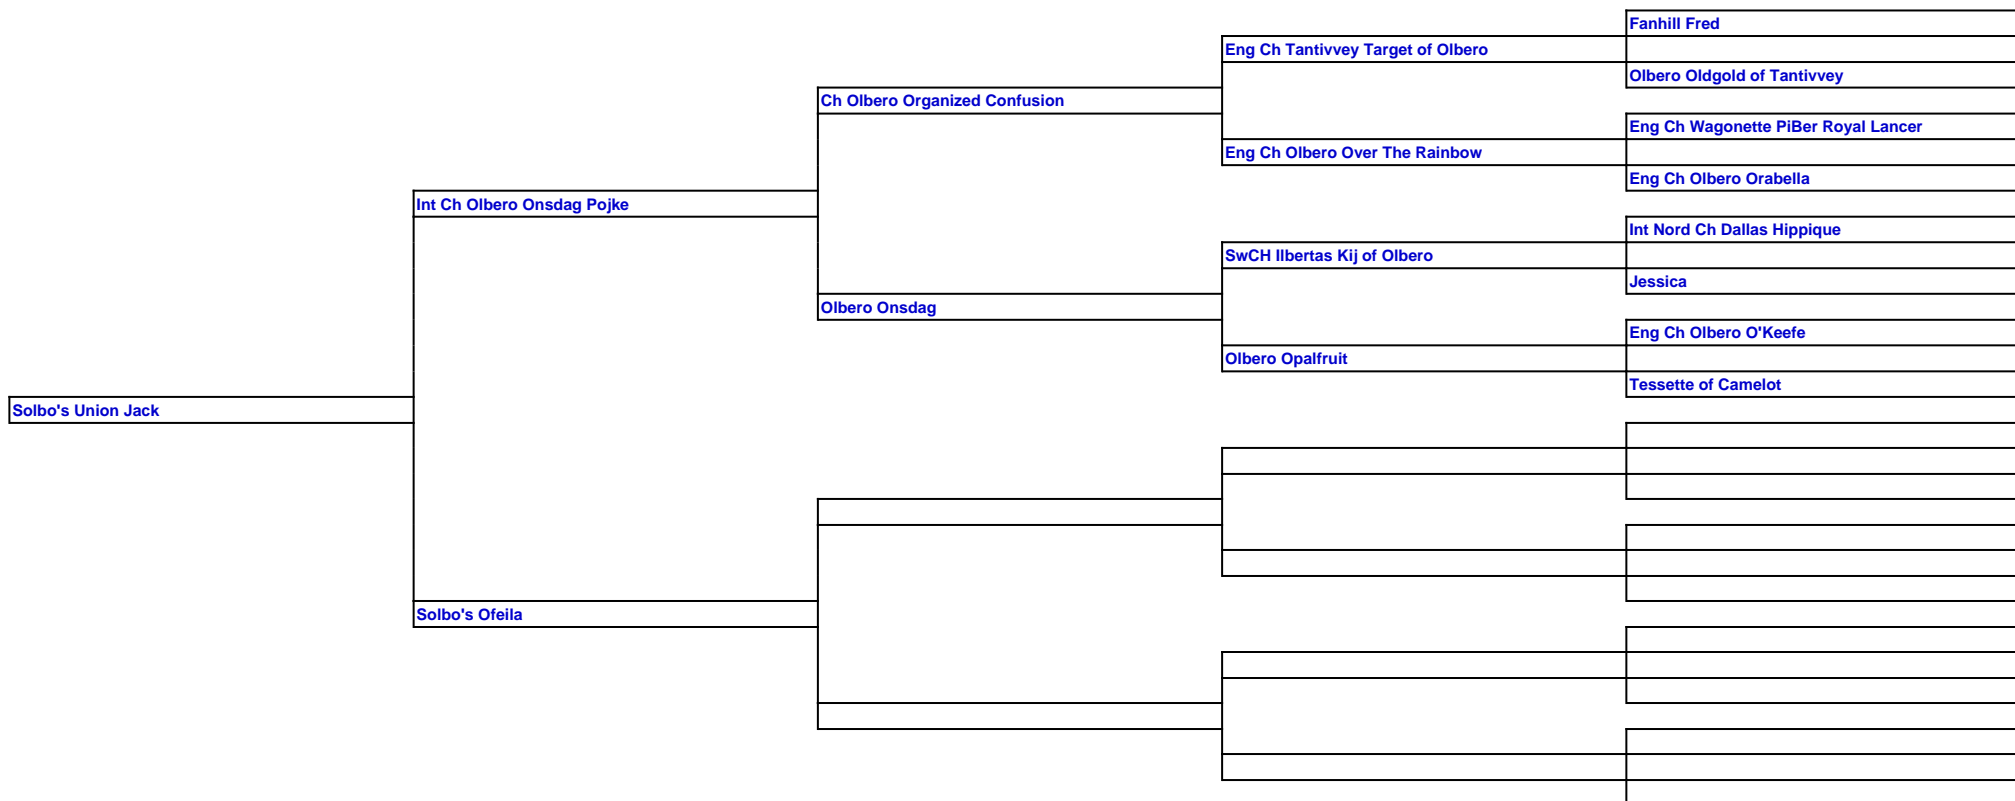 Fanhill Fred
Eng Ch Tantivvey Target of Olbero
Olbero Oldgold of Tantivvey
Ch Olbero Organized Confusion
Eng Ch Wagonette PiBer Royal Lancer
Eng Ch Olbero Over The Rainbow
Eng Ch Olbero Orabella
Int Ch Olbero Onsdag Pojke
Int Nord Ch Dallas Hippique
SwCH Ilbertas Kij of Olbero
Jessica
Olbero Onsdag
Eng Ch Olbero O'Keefe
Olbero Opalfruit
Tessette of Camelot
Solbo's Union Jack
Solbo's Ofeila